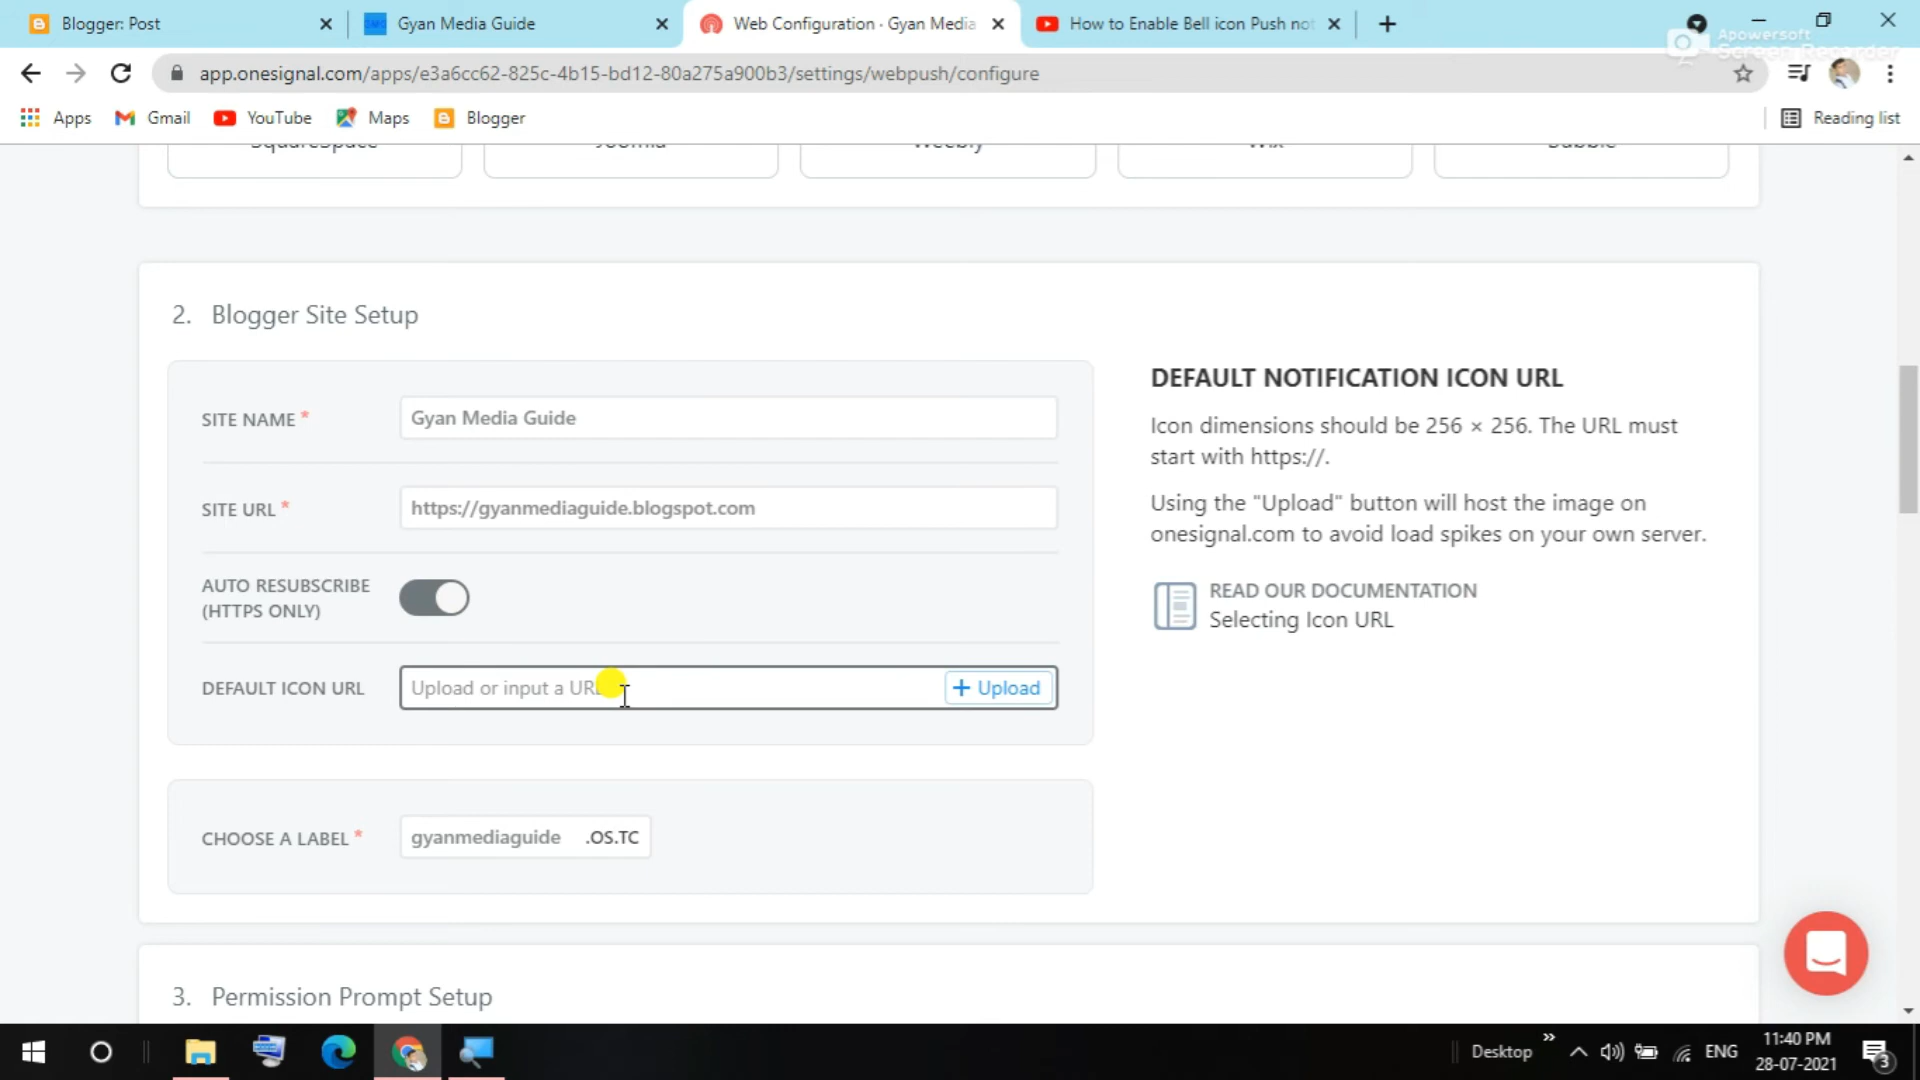 Blogger: Post
Gyan Media Guide
Web Configuration · Gyan Media
How to Enable Bell icon Push not
Apowersoft
Screen Recorder
app.onesignal.com/apps/e3a6cc62-825c-4b15-bd12-80a275a900b3/settings/webpush/configure
Apps
Gmail
YouTube
Maps
Blogger
Reading list
SquareSpace
Joomla
Weebly
Wix
Bubble
2. Blogger Site Setup
SITE NAME *
Gyan Media Guide
SITE URL *
https://gyanmediaguide.blogspot.com
AUTO RESUBSCRIBE
(HTTPS ONLY)
DEFAULT ICON URL
Upload or input a URL
+ Upload
CHOOSE A LABEL *
gyanmediaguide
.OS.TC
DEFAULT NOTIFICATION ICON URL
Icon dimensions should be 256 × 256. The URL must
start with https://.
Using the "Upload" button will host the image on
onesignal.com to avoid load spikes on your own server.
READ OUR DOCUMENTATION
Selecting Icon URL
3. Permission Prompt Setup
Desktop
ENG
11:40 PM
28-07-2021
3